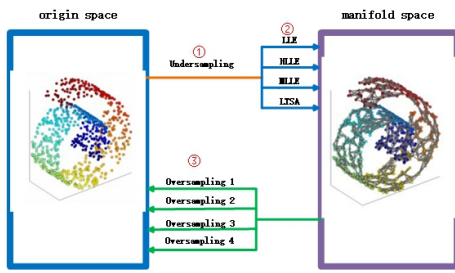 origin space
manifold space
①
②
Undersampling
LLE
HLLE
MLLE
LTSA
③
Oversampling 1
Oversampling 2
Oversampling 3
Oversampling 4